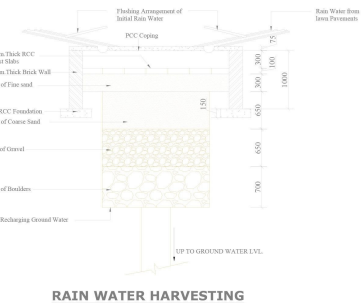 Flushing Arrangement of
Initial Rain Water
Rain Water from
lawn Pavements
PCC Coping
Thick RCC
Slabs
Thick Brick Wall
of Fine sand
RCC Foundation
of Coarse Sand
of Gravel
of Boulders
Recharging Ground Water
75
300
100
300
1000
150
650
650
700
UP TO GROUND WATER LVL.
RAIN WATER HARVESTING